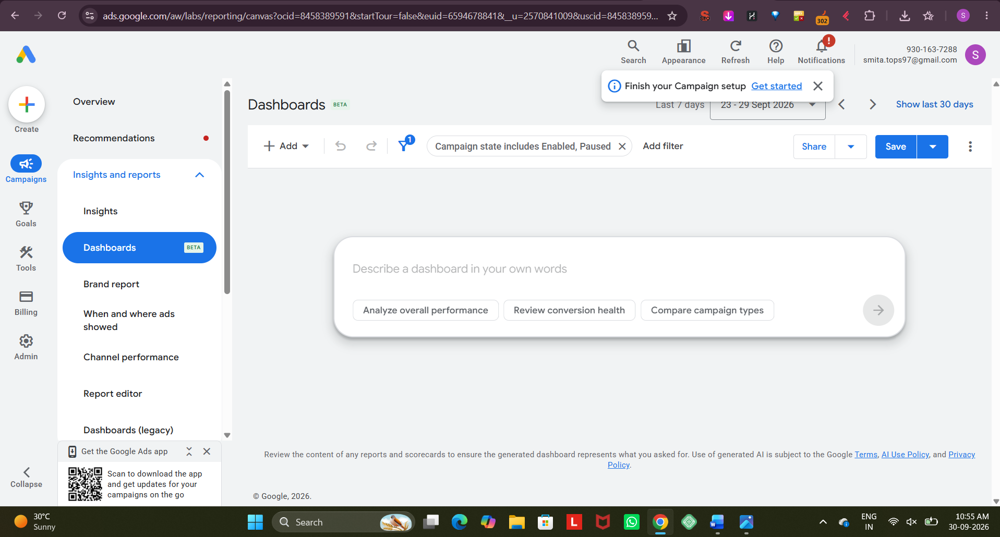 ads.google.com/aw/labs/reporting/canvas?ocid=8458389591&startTour=false&euid=6594678841&__u=2570841009&uscid=845838959...
SEO
302
S
Search
Appearance
Refresh
Help
!
Notifications
930-163-7288
smita.tops97@gmail.com
S
Finish your Campaign setup Get started
Create
Campaigns
Goals
Tools
Billing
Admin
Collapse
Overview
Recommendations
Insights and reports
Insights
Dashboards BETA
Brand report
When and where ads
showed
Channel performance
Report editor
Dashboards (legacy)
Get the Google Ads app
Scan to download the app
and get updates for your
campaigns on the go
Dashboards BETA
Last 7 days 23 - 29 Sept 2026 Show last 30 days
Add
1
Campaign state includes Enabled, Paused
Add filter
Share
Save
Describe a dashboard in your own words
Analyze overall performance
Review conversion health
Compare campaign types
Review the content of any reports and scorecards to ensure the generated dashboard represents what you asked for. Use of generated AI is subject to the Google Terms, AI Use Policy, and Privacy
Policy.
© Google, 2026.
30°C
Sunny
Search
L
W
ENG
IN
10:55 AM
30-09-2026